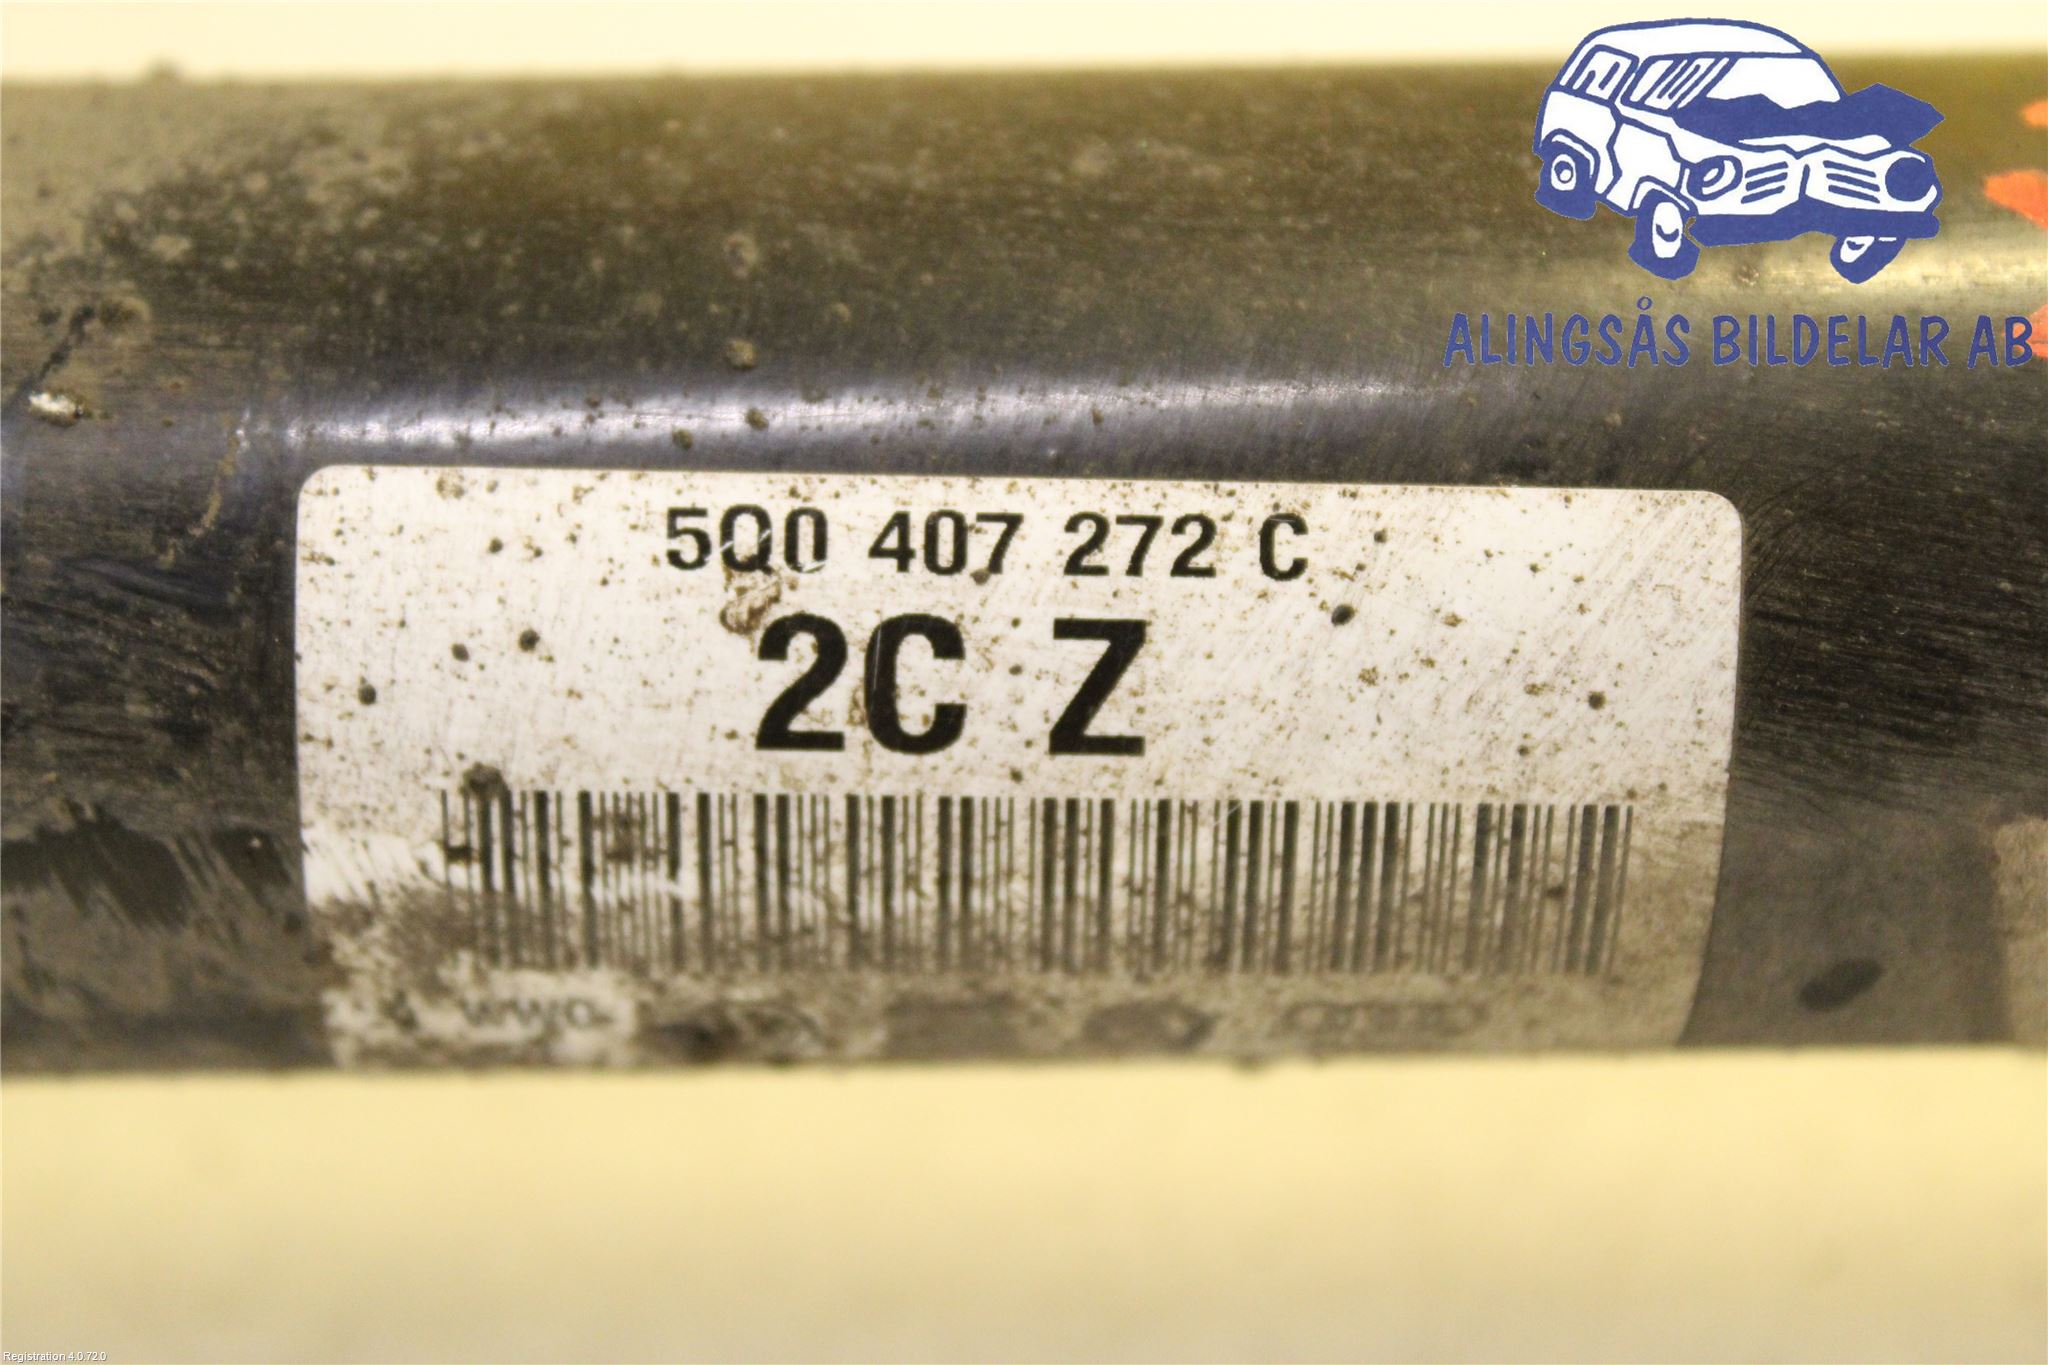 ALINGSÅS BILDELAR AB
5Q0 407 272 C
2C Z
Registration 4.0.72.0